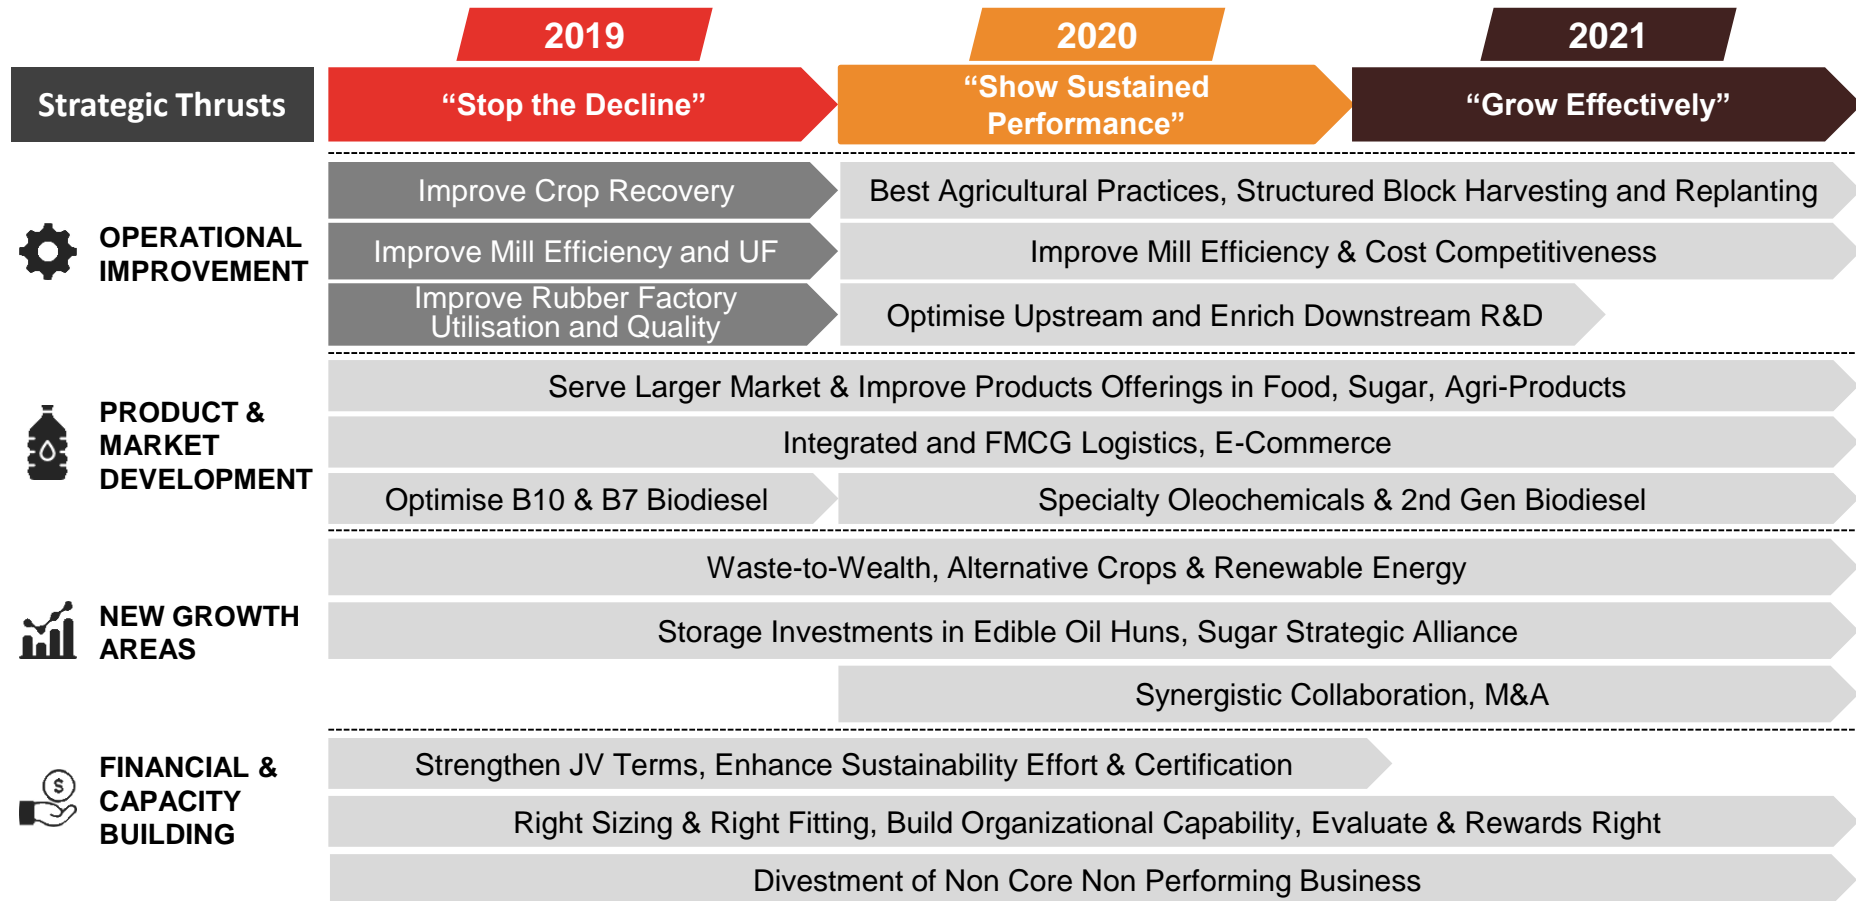 2019
2020
2021
Strategic Thrusts
“Stop the Decline”
“Show Sustained
Performance”
“Grow Effectively”
OPERATIONAL
IMPROVEMENT
Improve Crop Recovery
Best Agricultural Practices, Structured Block Harvesting and Replanting
Improve Mill Efficiency and UF
Improve Mill Efficiency & Cost Competitiveness
Improve Rubber Factory
Utilisation and Quality
Optimise Upstream and Enrich Downstream R&D
PRODUCT &
MARKET
DEVELOPMENT
Serve Larger Market & Improve Products Offerings in Food, Sugar, Agri-Products
Integrated and FMCG Logistics, E-Commerce
Optimise B10 & B7 Biodiesel
Specialty Oleochemicals & 2nd Gen Biodiesel
NEW GROWTH
AREAS
Waste-to-Wealth, Alternative Crops & Renewable Energy
Storage Investments in Edible Oil Huns, Sugar Strategic Alliance
Synergistic Collaboration, M&A
$
FINANCIAL &
CAPACITY
BUILDING
Strengthen JV Terms, Enhance Sustainability Effort & Certification
Right Sizing & Right Fitting, Build Organizational Capability, Evaluate & Rewards Right
Divestment of Non Core Non Performing Business